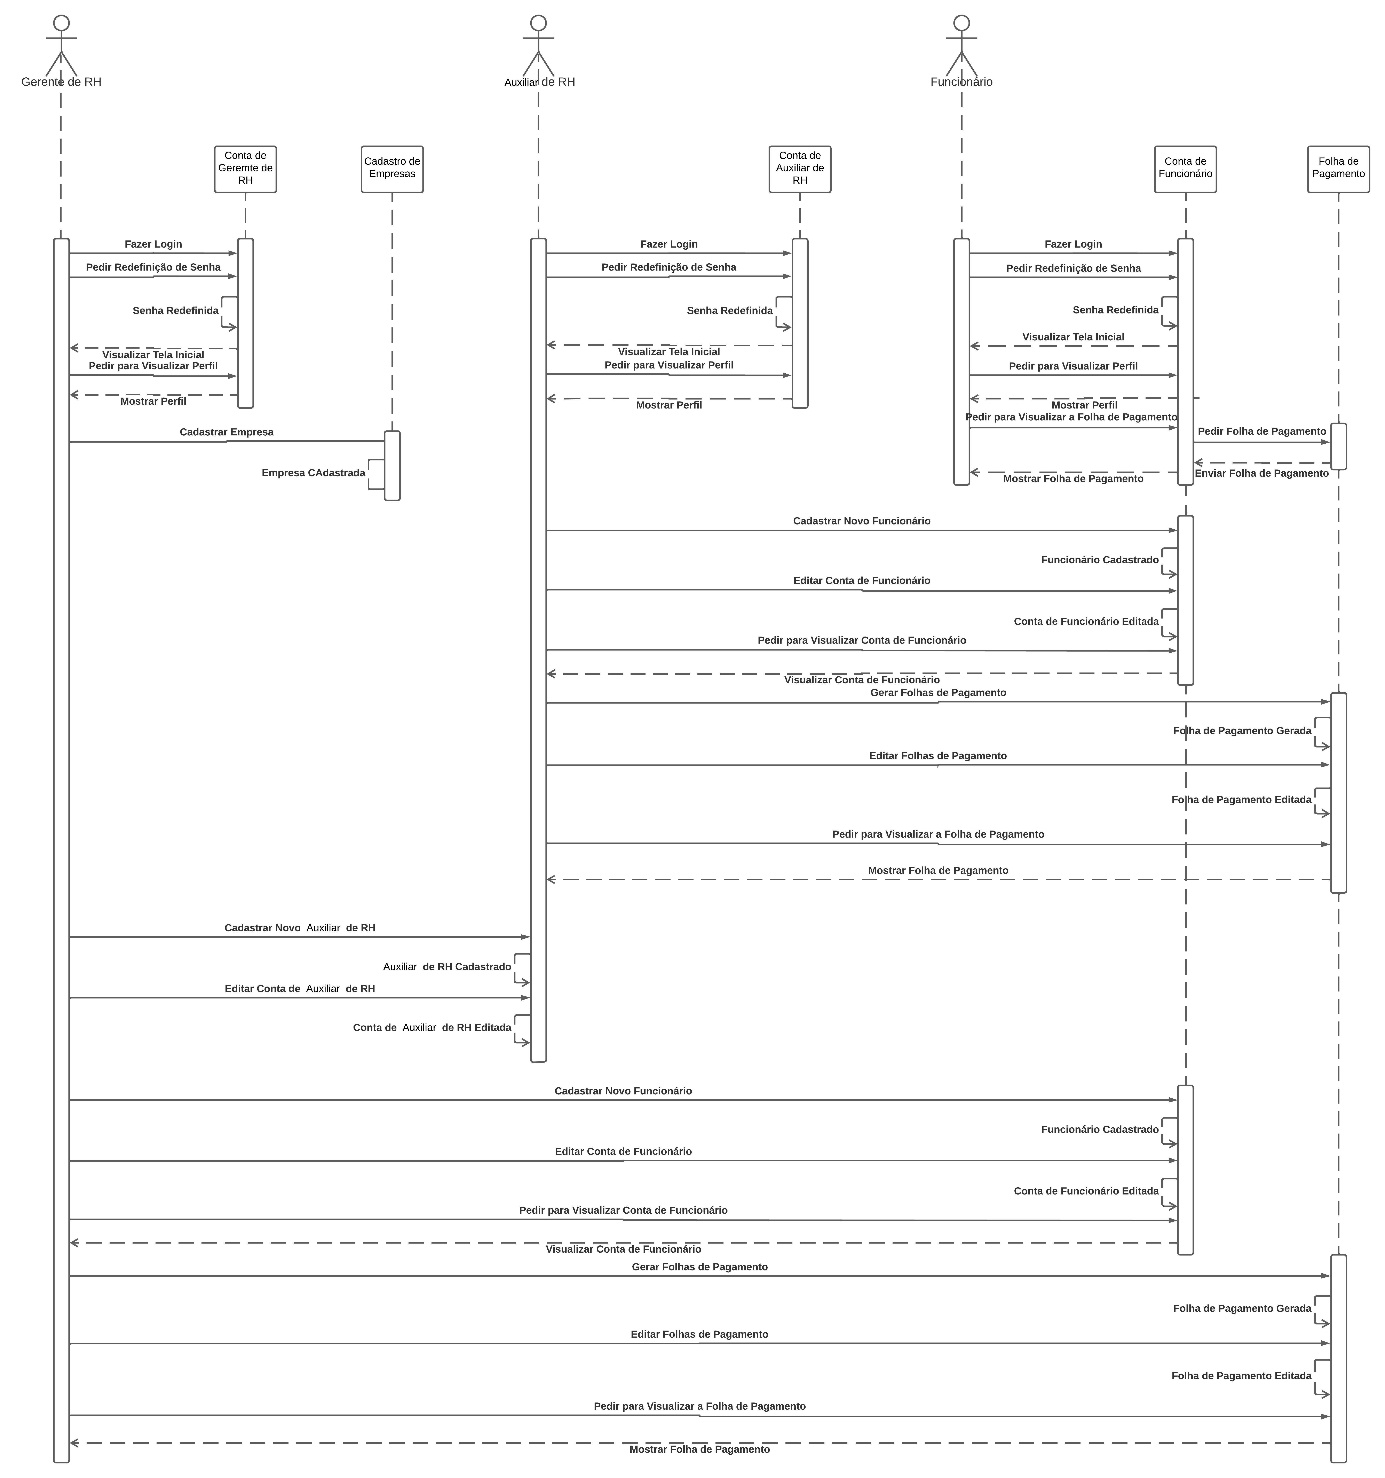 Gerente de RH
Auxiliar de RH
Funcionário
Conta de
Geremte de
RH
Cadastro de
Empresas
Conta de
Auxiliar de
RH
Conta de
Funcionário
Folha de
Pagamento
Fazer Login
Fazer Login
Fazer Login
Pedir Redefinição de Senha
Pedir Redefinição de Senha
Pedir Redefinição de Senha
Senha Redefinida
Senha Redefinida
Senha Redefinida
Visualizar Tela Inicial
Visualizar Tela Inicial
Visualizar Tela Inicial
Pedir para Visualizar Perfil
Pedir para Visualizar Perfil
Pedir para Visualizar Perfil
Mostrar Perfil
Mostrar Perfil
Mostrar Perfil
Pedir para Visualizar a Folha de Pagamento
Cadastrar Empresa
Pedir Folha de Pagamento
Empresa CAdastrada
Mostrar Folha de Pagamento
Enviar Folha de Pagamento
Cadastrar Novo Funcionário
Funcionário Cadastrado
Editar Conta de Funcionário
Conta de Funcionário Editada
Pedir para Visualizar Conta de Funcionário
Visualizar Conta de Funcionário
Gerar Folhas de Pagamento
Folha de Pagamento Gerada
Editar Folhas de Pagamento
Folha de Pagamento Editada
Pedir para Visualizar a Folha de Pagamento
Mostrar Folha de Pagamento
Cadastrar Novo Auxiliar de RH
Auxiliar de RH Cadastrado
Editar Conta de Auxiliar de RH
Conta de Auxiliar de RH Editada
Cadastrar Novo Funcionário
Funcionário Cadastrado
Editar Conta de Funcionário
Conta de Funcionário Editada
Pedir para Visualizar Conta de Funcionário
Visualizar Conta de Funcionário
Gerar Folhas de Pagamento
Folha de Pagamento Gerada
Editar Folhas de Pagamento
Folha de Pagamento Editada
Pedir para Visualizar a Folha de Pagamento
Mostrar Folha de Pagamento